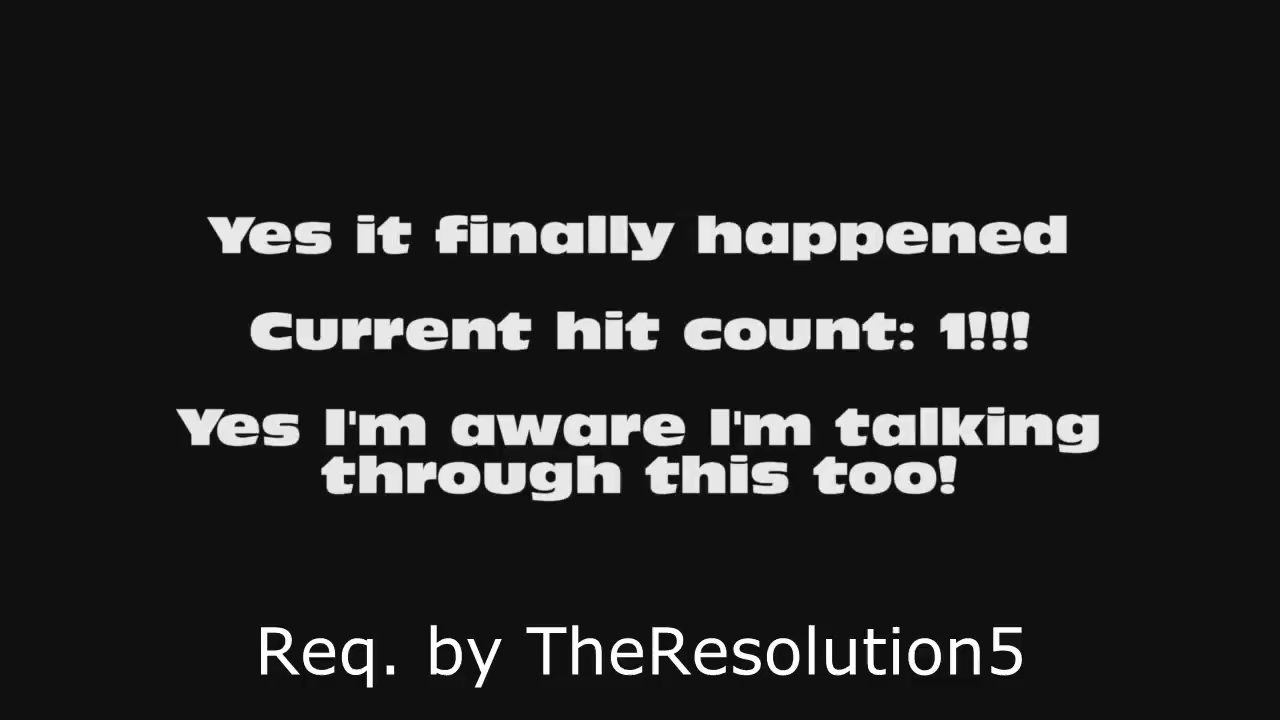 Yes it finally happened
Current hit count: 1!!!
Yes I'm aware I'm talking
through this too!
Req. by TheResolution5